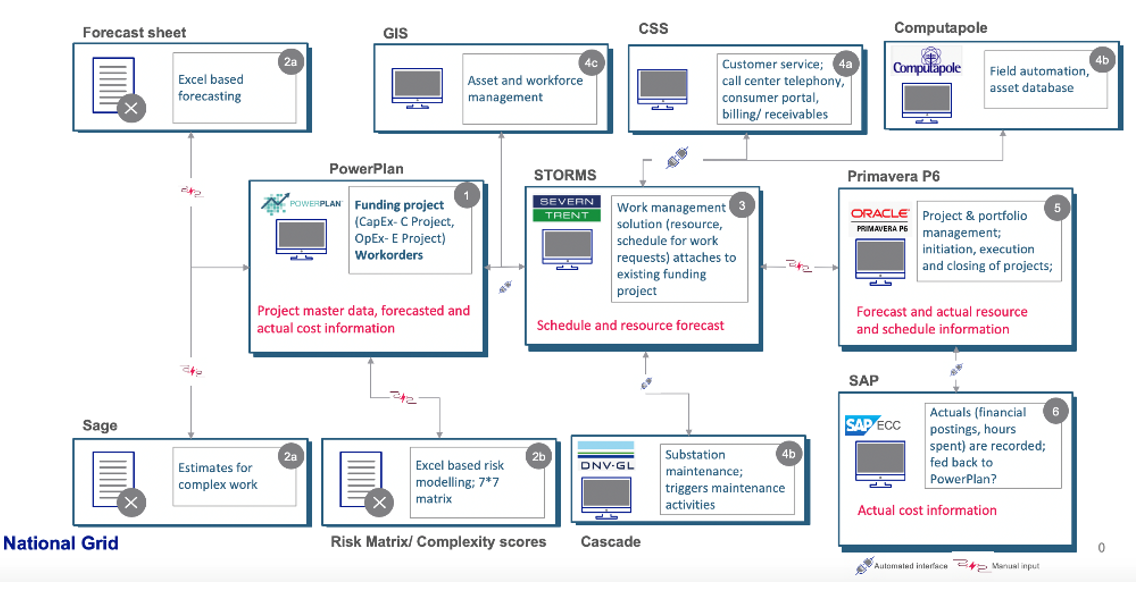 Forecast sheet
2a
Excel based
forecasting
GIS
4c
Asset and workforce
management
CSS
4a
Customer service;
call center telephony,
consumer portal,
billing/ receivables
Computapole
4b
Computapole
Field automation,
asset database
PowerPlan
1
POWERPLAN
Funding project
(CapEx- C Project,
OpEx- E Project)
Workorders
Project master data, forecasted and
actual cost information
STORMS
3
SEVERN
TRENT
Work management
solution (resource,
schedule for work
requests) attaches to
existing funding
project
Schedule and resource forecast
Primavera P6
5
ORACLE
PRIMAVERA P6
Project & portfolio
management;
initiation, execution
and closing of projects;
Forecast and actual resource
and schedule information
Sage
2a
Estimates for
complex work
2b
Excel based risk
modelling; 7*7
matrix
Risk Matrix/ Complexity scores
4b
DNV·GL
Substation
maintenance;
triggers maintenance
activities
Cascade
SAP
6
SAP ECC
Actuals (financial
postings, hours
spent) are recorded;
fed back to
PowerPlan?
Actual cost information
National Grid
0
Automated interface
Manual input